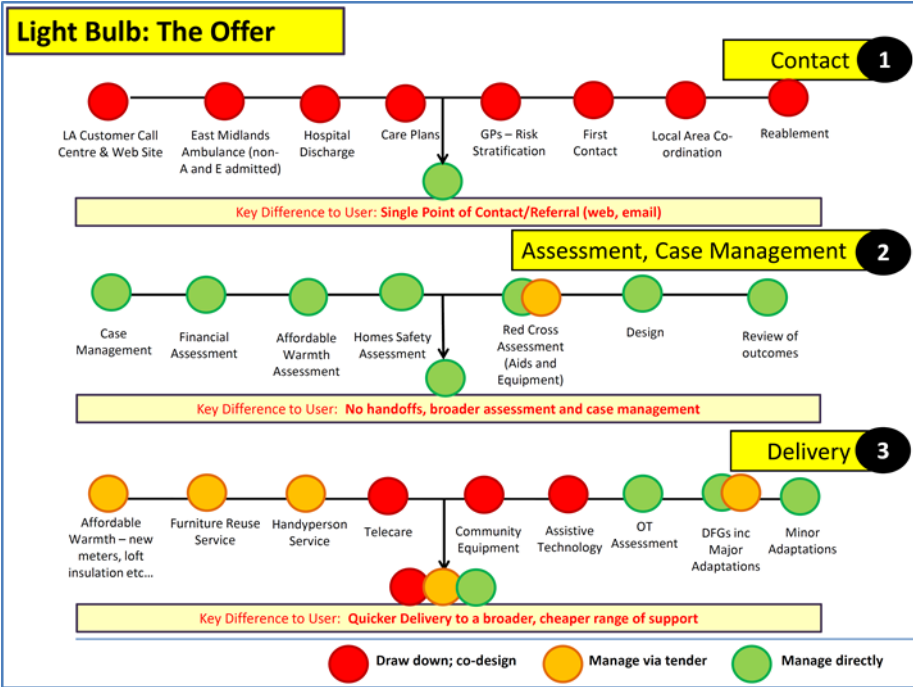 Light Bulb: The Offer
Contact 1
LA Customer Call
Centre & Web Site
East Midlands
Ambulance (non-
A and E admitted)
Hospital
Discharge
Care Plans
GPs – Risk
Stratification
First
Contact
Local Area Co-
ordination
Reablement
Key Difference to User: Single Point of Contact/Referral (web, email)
Assessment, Case Management 2
Case
Management
Financial
Assessment
Affordable
Warmth
Assessment
Homes Safety
Assessment
Red Cross
Assessment
(Aids and
Equipment)
Design
Review of
outcomes
Key Difference to User: No handoffs, broader assessment and case management
Delivery 3
Affordable
Warmth – new
meters, loft
insulation etc...
Furniture Reuse
Service
Handyperson
Service
Telecare
Community
Equipment
Assistive
Technology
OT
Assessment
DFGs inc
Major
Adaptations
Minor
Adaptations
Key Difference to User: Quicker Delivery to a broader, cheaper range of support
Draw down; co-design
Manage via tender
Manage directly